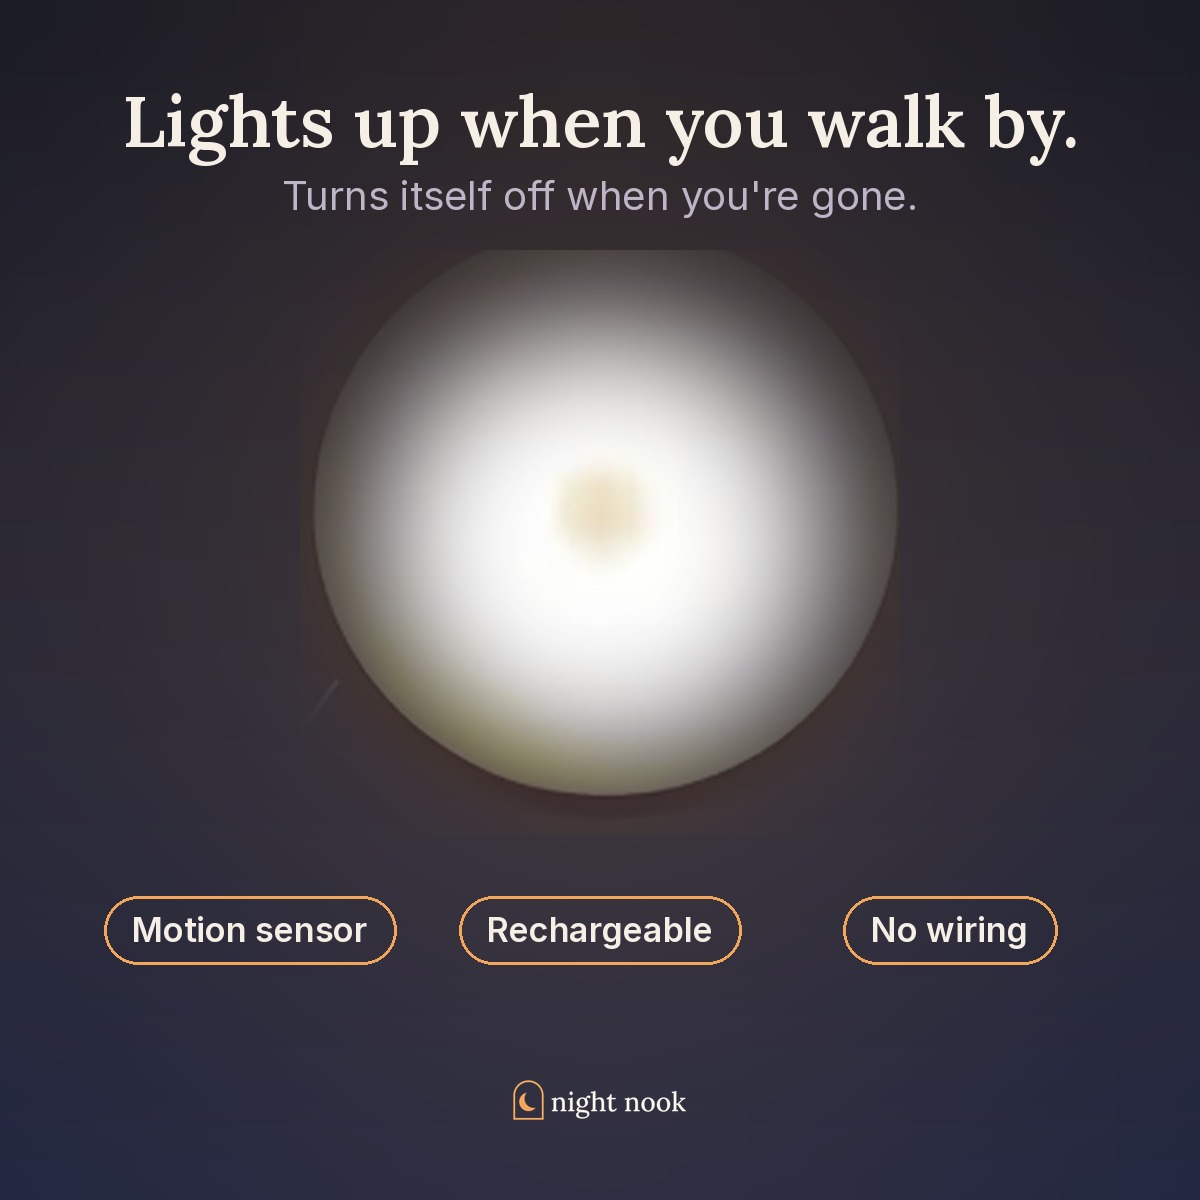 Lights up when you walk by.
Turns itself off when you're gone.
Motion sensor
Rechargeable
No wiring
night nook